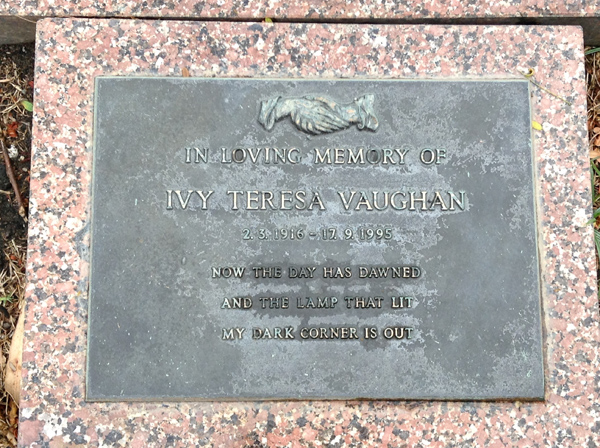 IN LOVING MEMORY OF
IVY TERESA VAUGHAN
2.3.1916 – 17.9.1995
NOW THE DAY HAS DAWNED
AND THE LAMP THAT LIT
MY DARK CORNER IS OUT